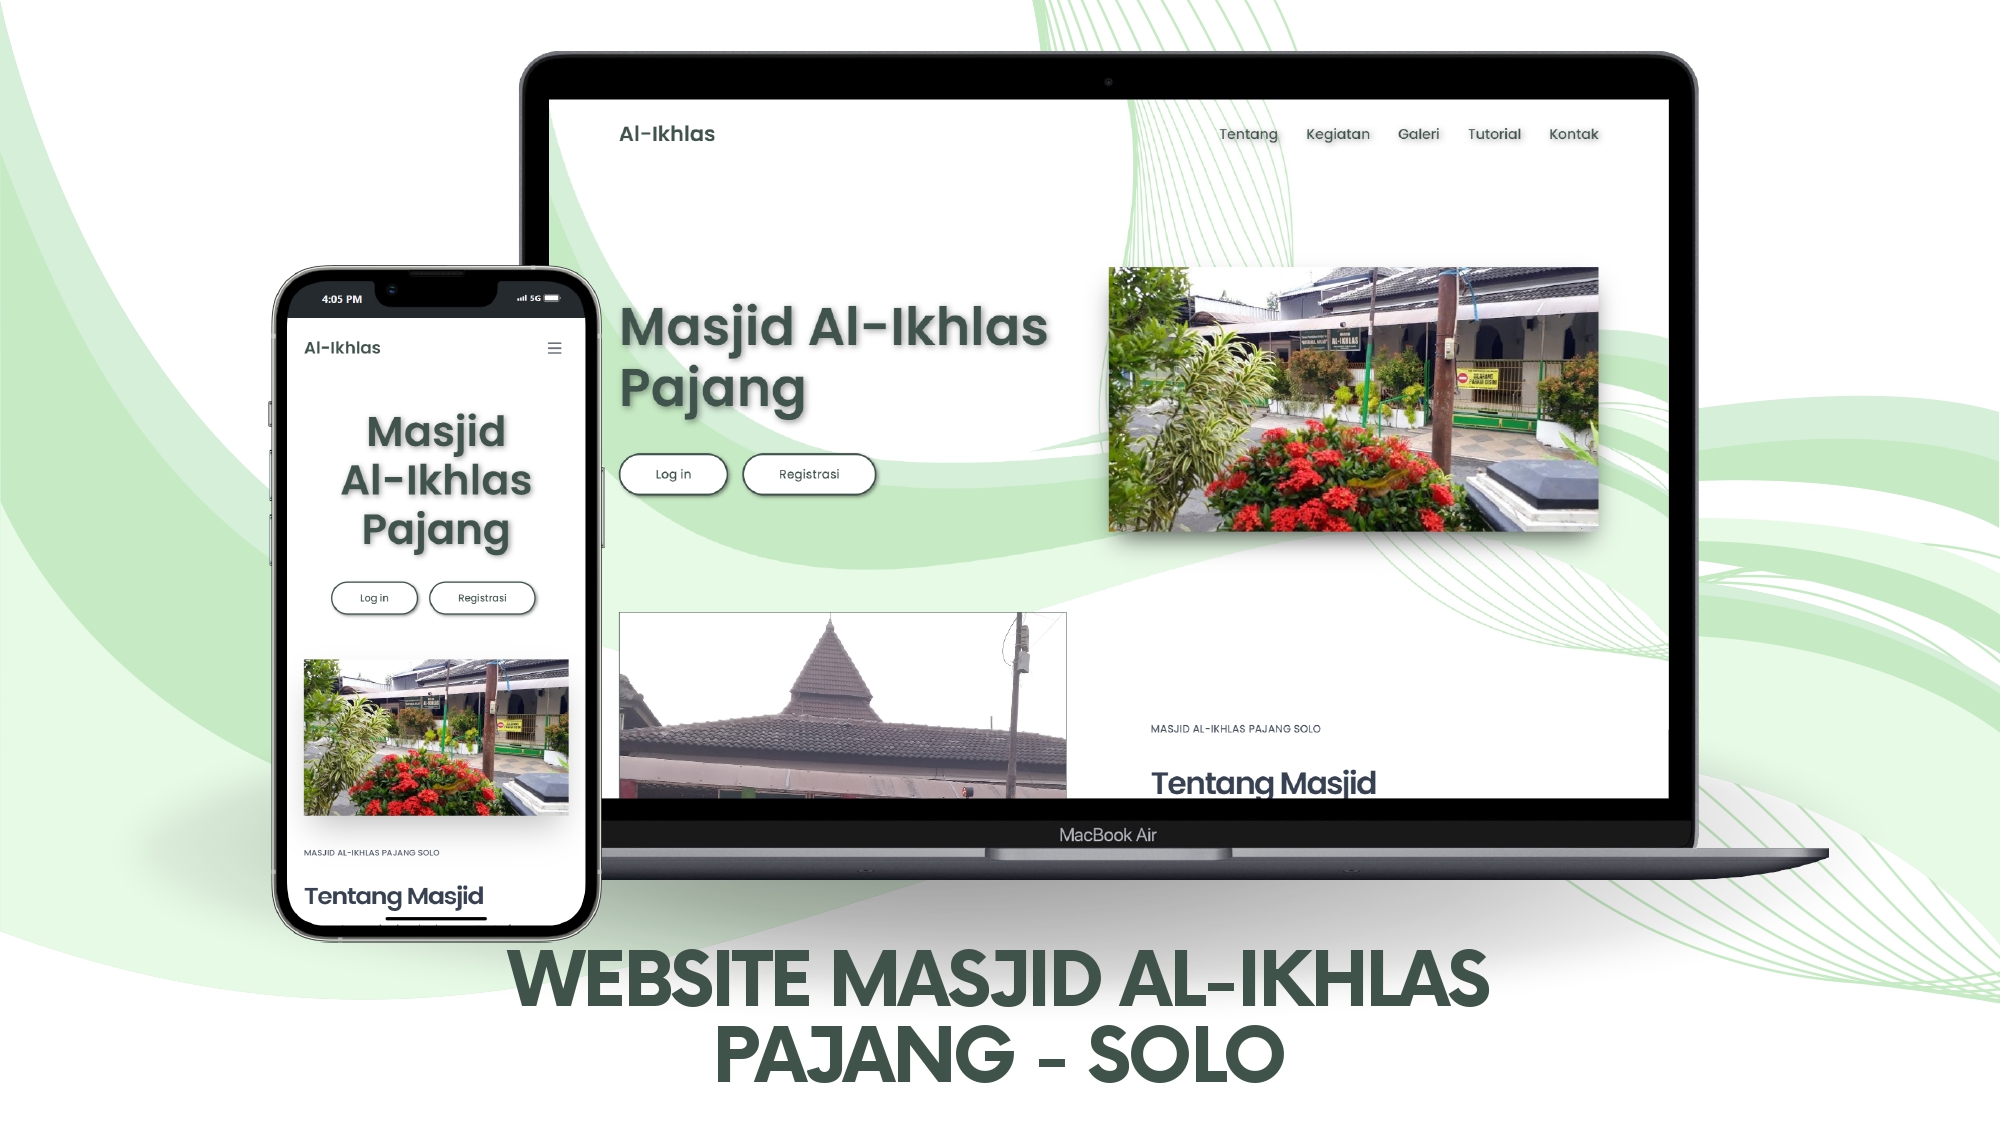 Al-Ikhlas
Tentang Kegiatan Galeri Tutorial Kontak
Masjid Al-Ikhlas
Pajang
Log in
Registrasi
AL-IKHLAS
MASJID AL-IKHLAS PAJANG SOLO
Tentang Masjid
MacBook Air
4:05 PM
5G
Al-Ikhlas
Masjid
Al-Ikhlas
Pajang
Log in
Registrasi
MASJID AL-IKHLAS PAJANG SOLO
Tentang Masjid
WEBSITE MASJID AL-IKHLAS
PAJANG - SOLO